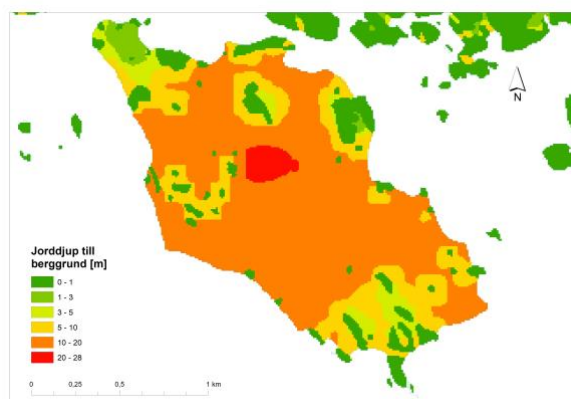 N
Jorddjup till
berggrund [m]
0 - 1
1 - 3
3 - 5
5 - 10
10 - 20
20 - 28
0 0,25 0,5 1 km